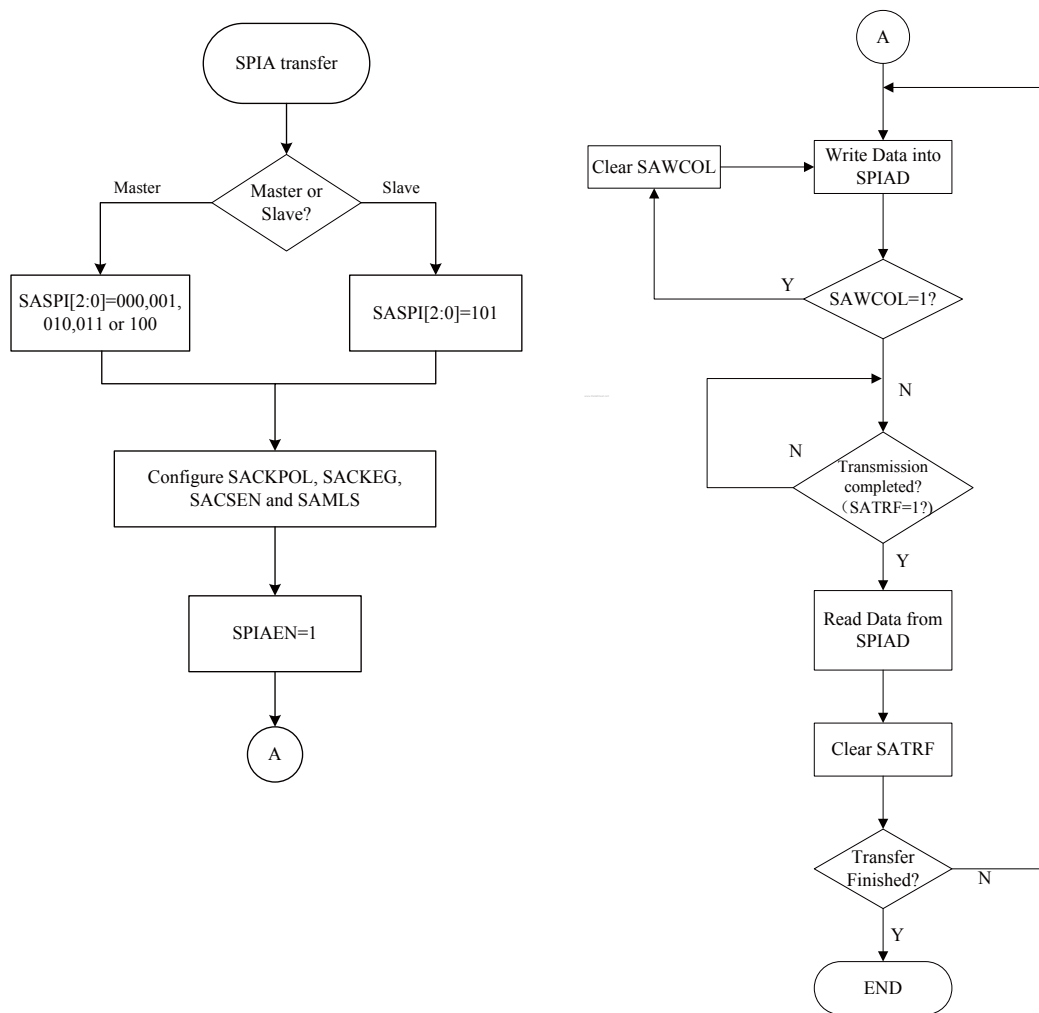 SPIA transfer
Master
Master or
Slave?
Slave
SASPI[2:0]=000,001,
010,011 or 100
SASPI[2:0]=101
Configure SACKPOL, SACKEG,
SACSEN and SAMLS
SPIAEN=1
A
A
Clear SAWCOL
Write Data into
SPIAD
Y
SAWCOL=1?
N
N
Transmission
completed?
（SATRF=1?)
Y
Read Data from
SPIAD
Clear SATRF
Transfer
Finished?
N
Y
END